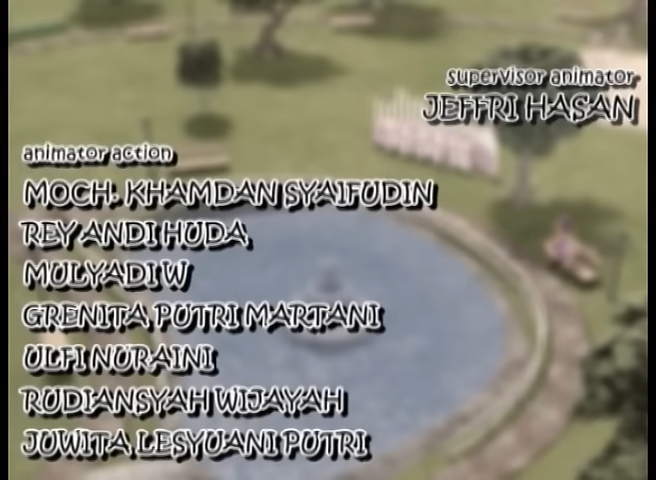 supervisor animator
JEFFRI HASAN
animator action
MOCH. KHAMDAN SYAIFUDIN
REY ANDI HUDA
MULYADI W
GRENITA PUTRI MARTANI
ULFI NURAINI
RUDIANSYAH WIJAYAH
JUWITA LESYUANI PUTRI